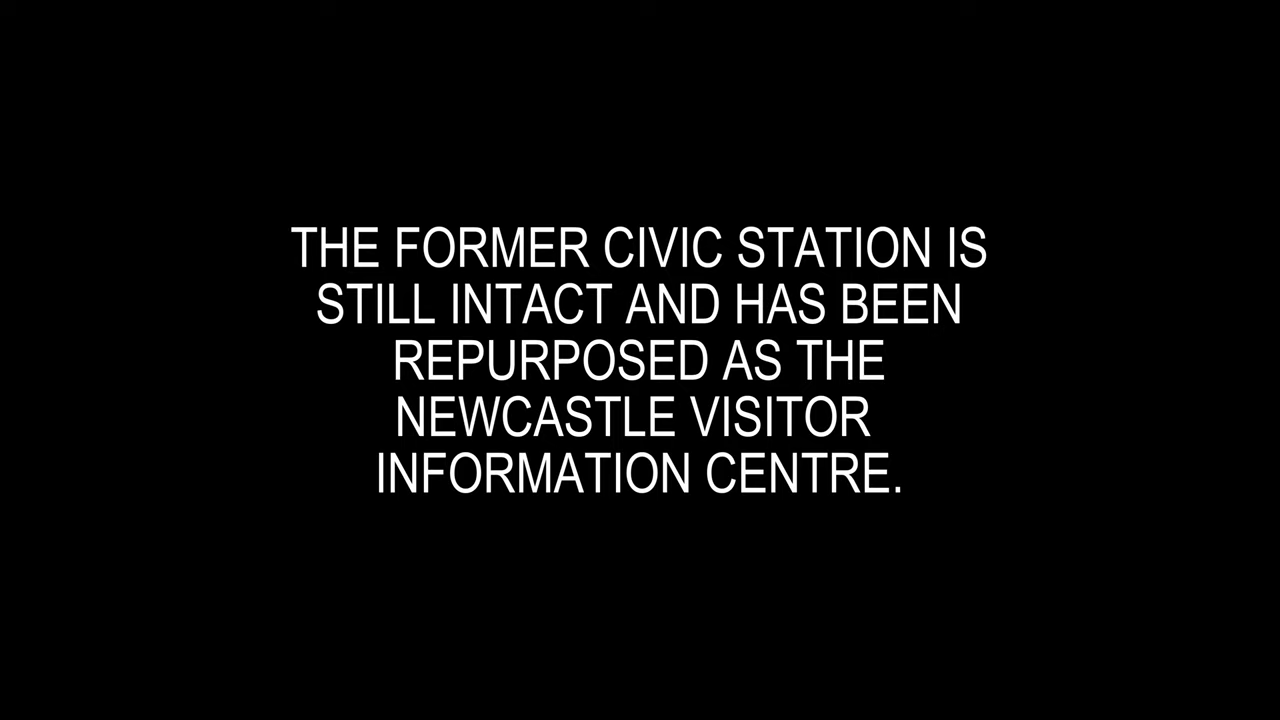 THE FORMER CIVIC STATION IS
STILL INTACT AND HAS BEEN
REPURPOSED AS THE
NEWCASTLE VISITOR
INFORMATION CENTRE.